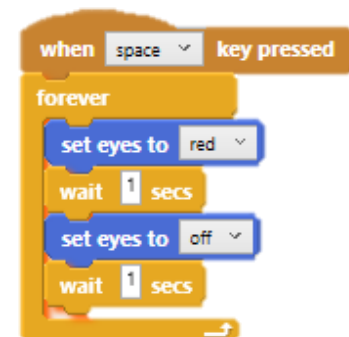 when space key pressed
forever
set eyes to red
wait 1 secs
set eyes to off
wait 1 secs